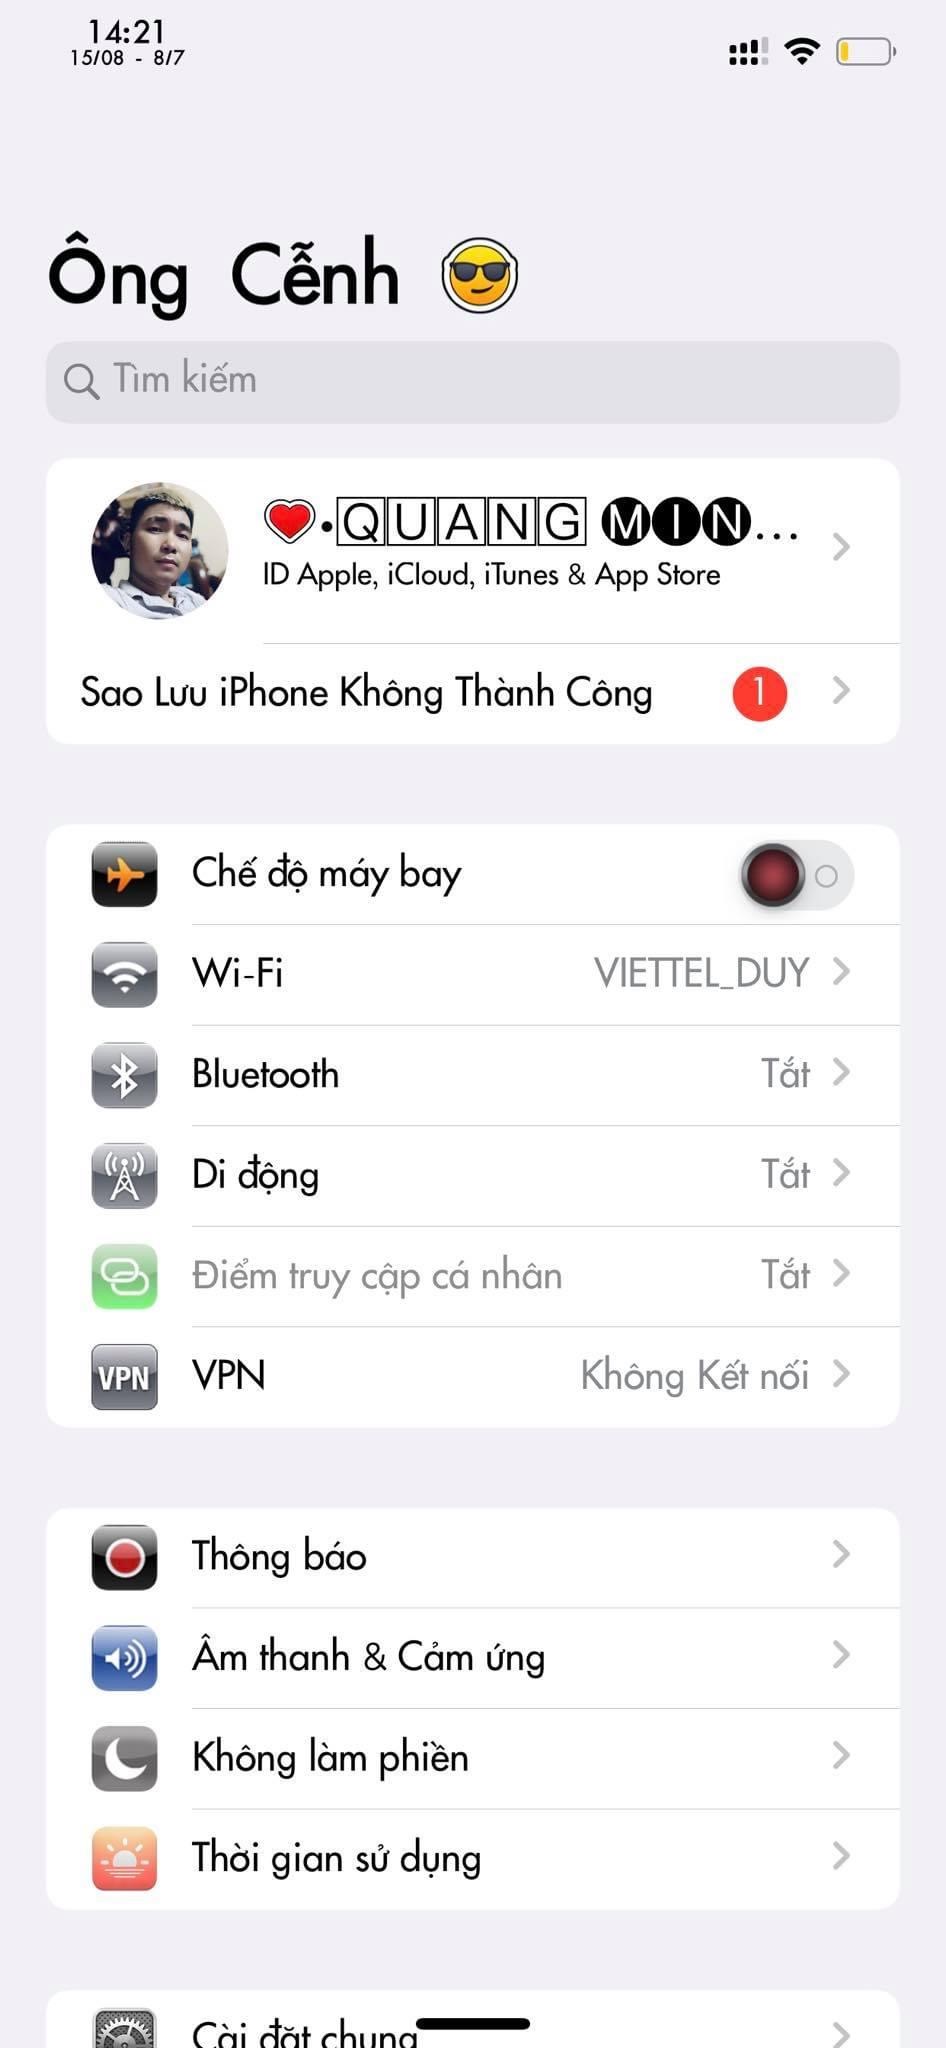 14:21
15/08 - 8/7
Ông Cễnh 😎
Tìm kiếm
❤️•🅀🅄🄰🄽🄶 🅜🅘🅝...
ID Apple, iCloud, iTunes & App Store
Sao Lưu iPhone Không Thành Công 1
Chế độ máy bay
Wi-Fi VIETTEL_DUY
Bluetooth Tắt
Di động Tắt
Điểm truy cập cá nhân Tắt
VPN VPN Không Kết nối
Thông báo
Âm thanh & Cảm ứng
Không làm phiền
Thời gian sử dụng
Cài đặt chung